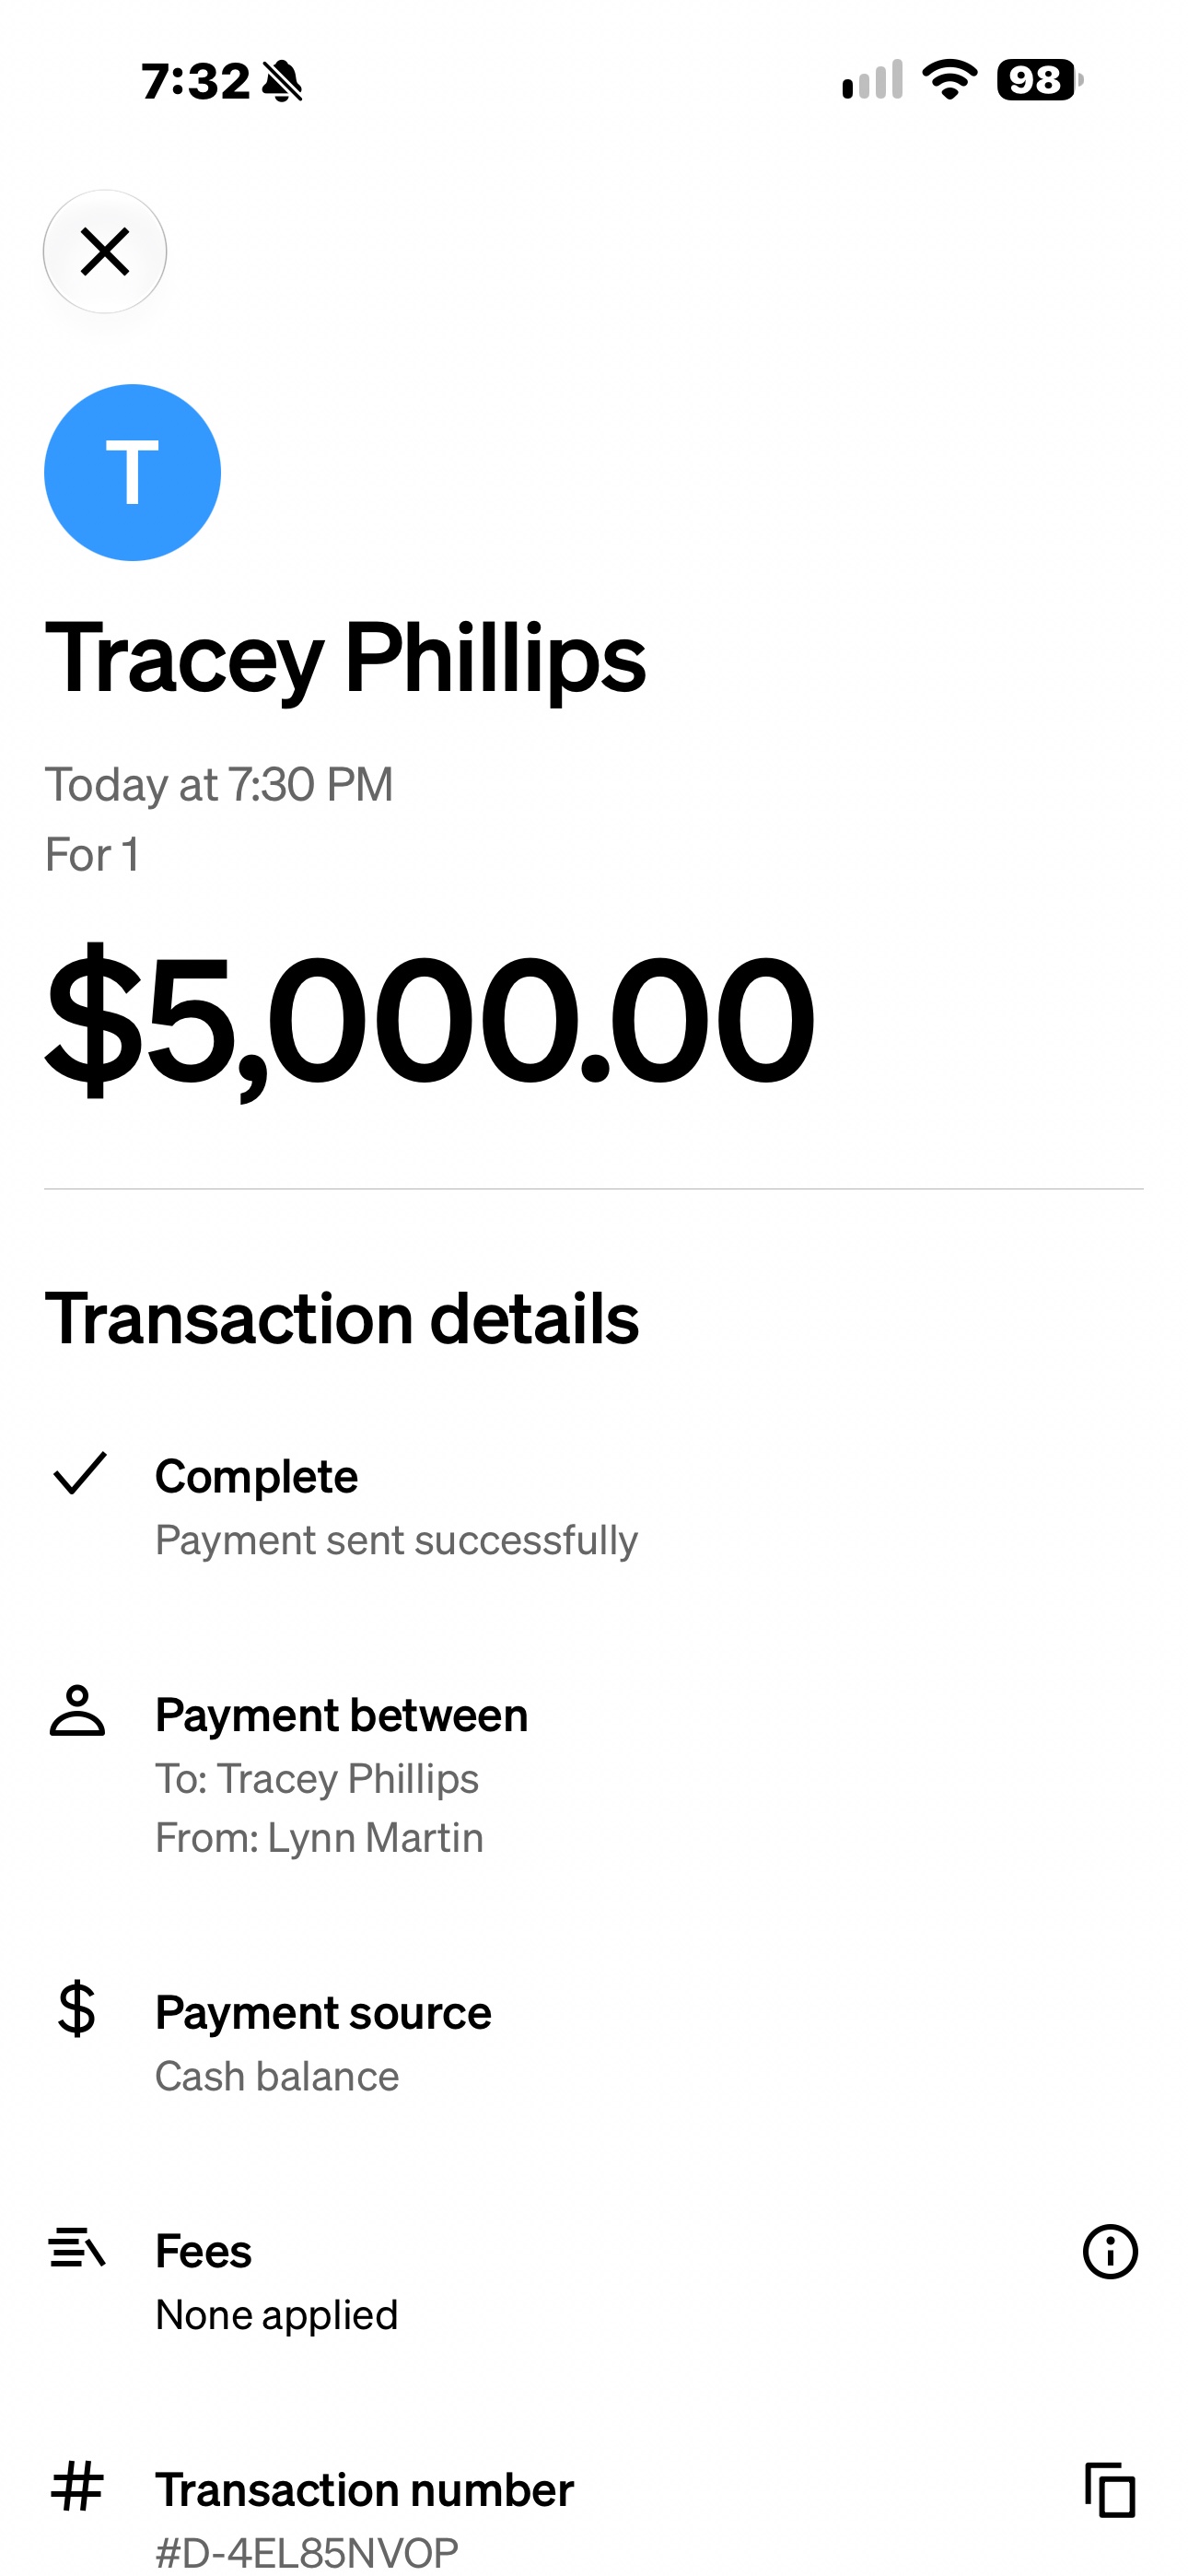 7:32
98
T
Tracey Phillips
Today at 7:30 PM
For 1
$5,000.00
Transaction details
Complete
Payment sent successfully
Payment between
To: Tracey Phillips
From: Lynn Martin
$ Payment source
Cash balance
Fees
None applied
# Transaction number
#D-4EL85NVOP